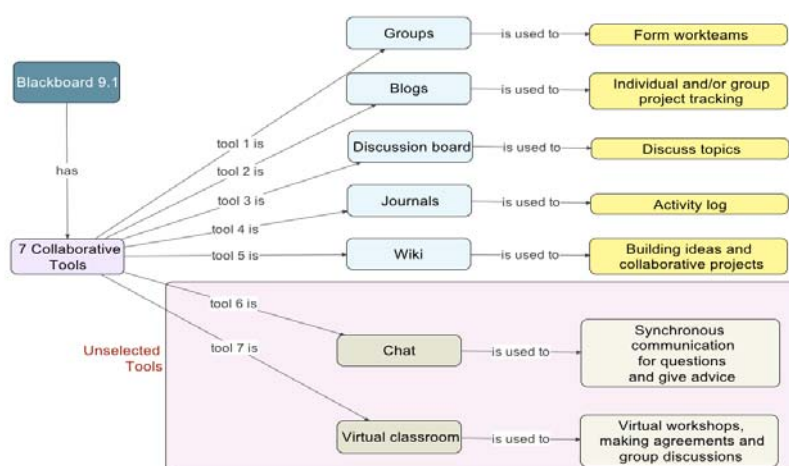 Groups
is used to
Form workteams
Blackboard 9.1
Blogs
is used to
Individual and/or group
project tracking
tool 1 is
tool 2 is
Discussion board
is used to
Discuss topics
has
tool 3 is
tool 4 is
Journals
is used to
Activity log
7 Collaborative
Tools
tool 5 is
Wiki
is used to
Building ideas and
collaborative projects
tool 6 is
Unselected
Tools
tool 7 is
Chat
is used to
Synchronous
communication
for questions
and give advice
Virtual classroom
is used to
Virtual workshops,
making agreements and
group discussions